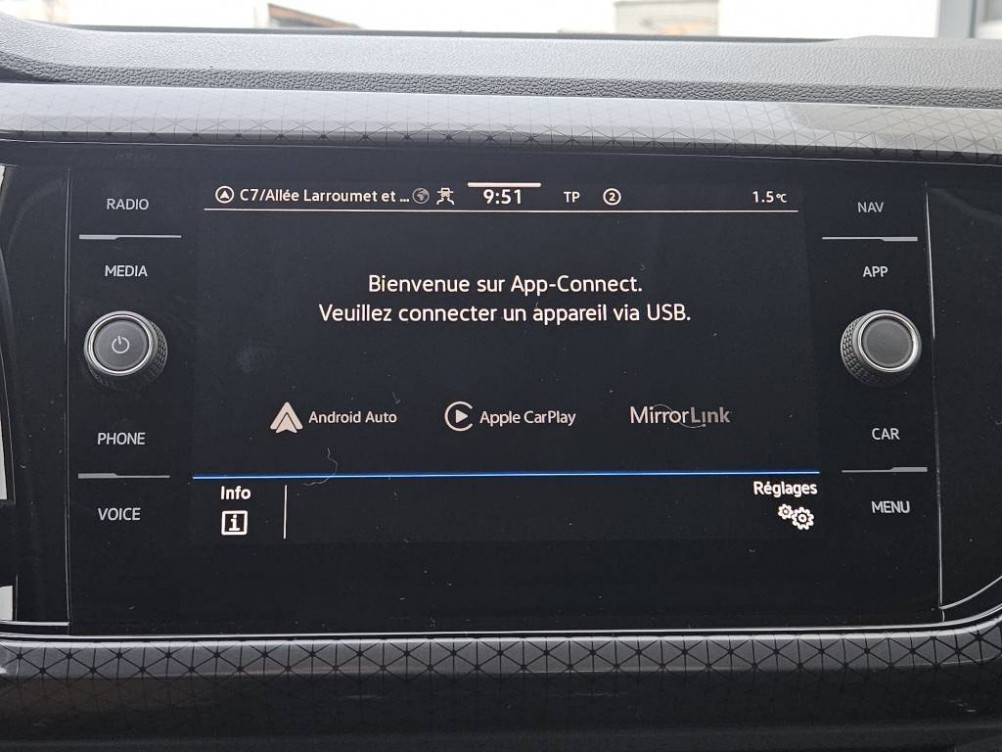 RADIO
MEDIA
PHONE
VOICE
C7/Allée Larroumet et ... 9:51 TP 2 1.5°C
Bienvenue sur App-Connect.
Veuillez connecter un appareil via USB.
Android Auto Apple CarPlay MirrorLink
Info Réglages
NAV
APP
CAR
MENU